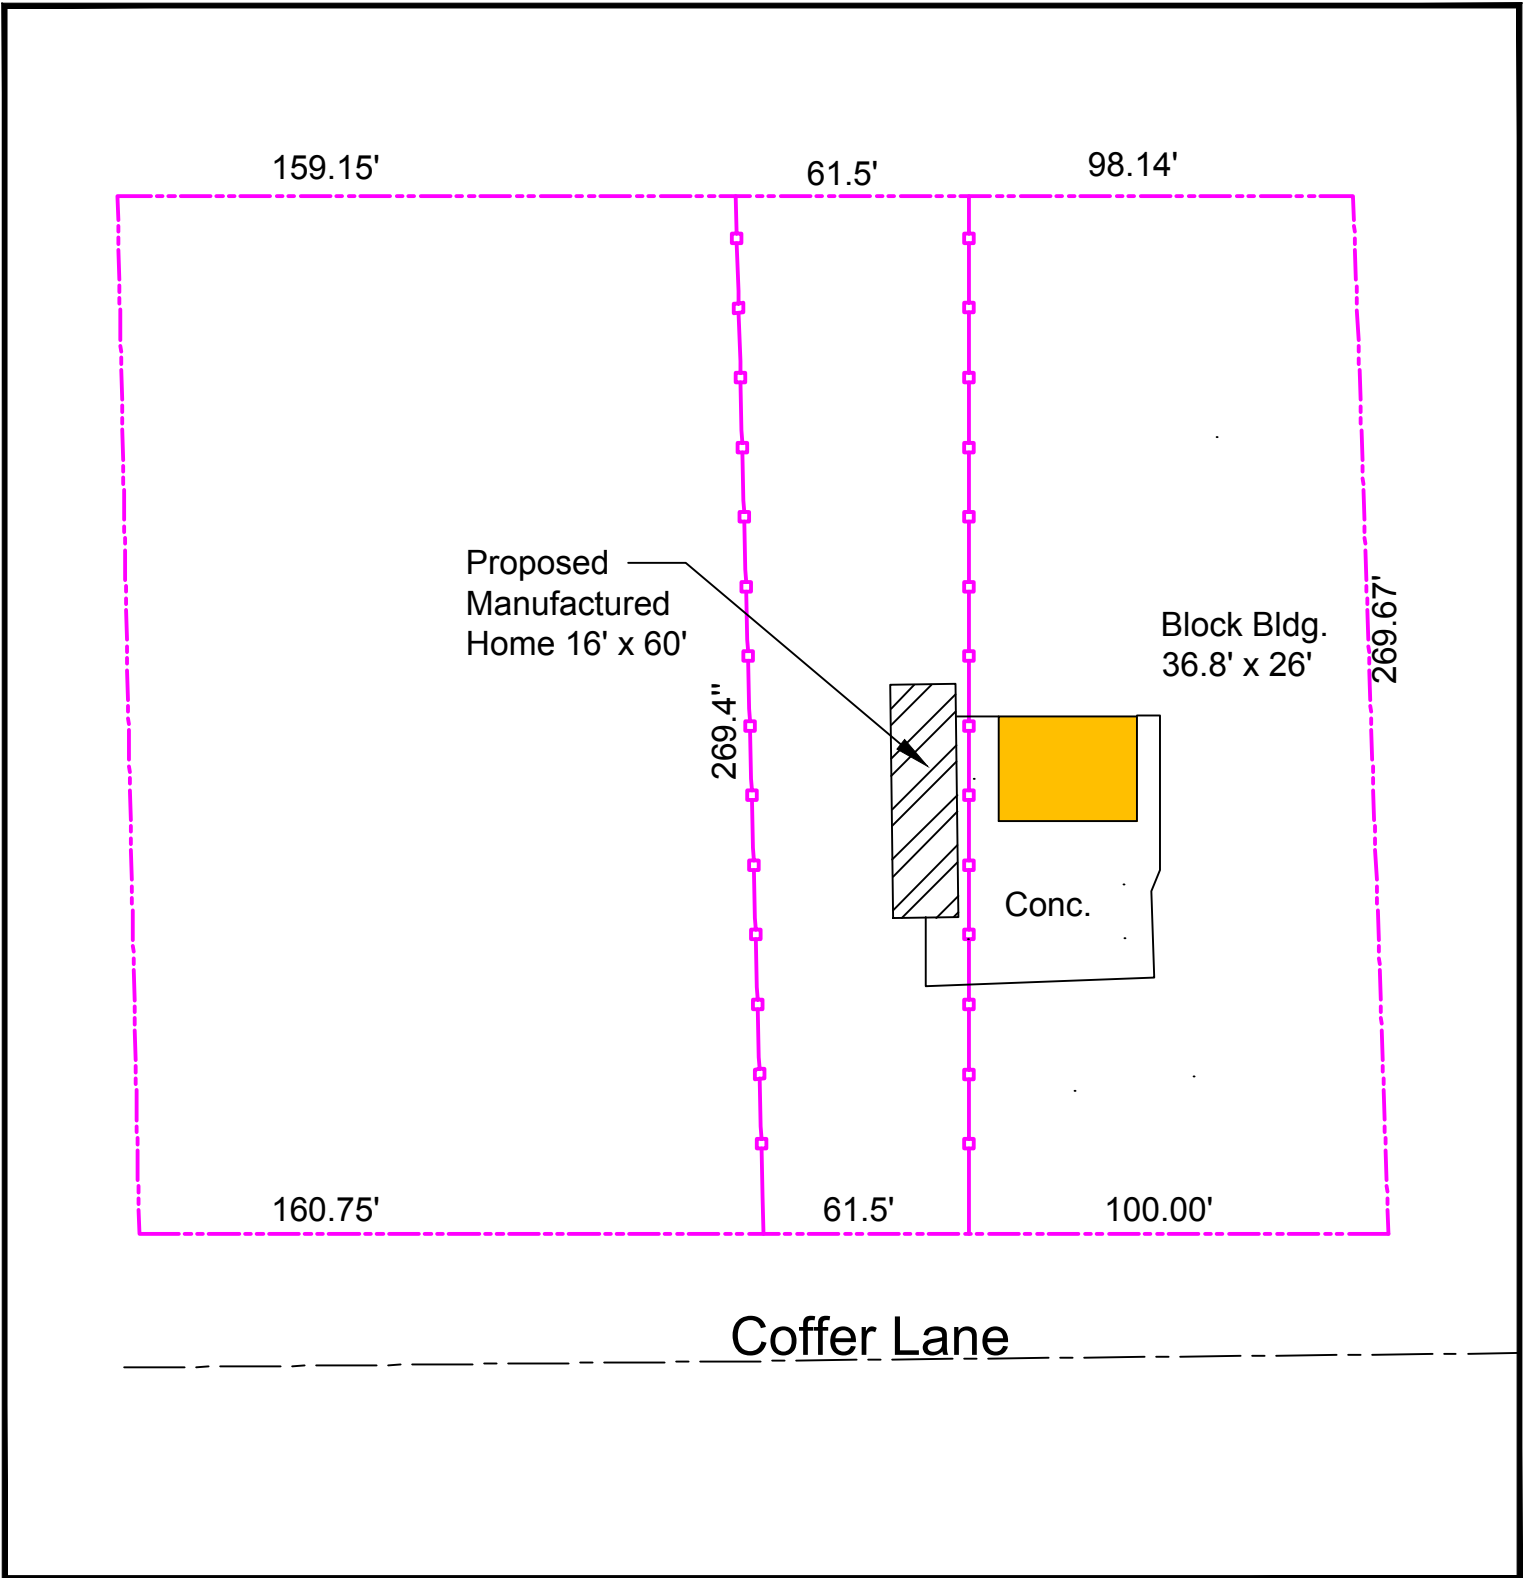 159.15'
61.5'
98.14'
Proposed
Manufactured
Home 16' x 60'
Block Bldg.
36.8' x 26'
269.67'
269.4"
Conc.
160.75'
61.5'
100.00'
Coffer Lane